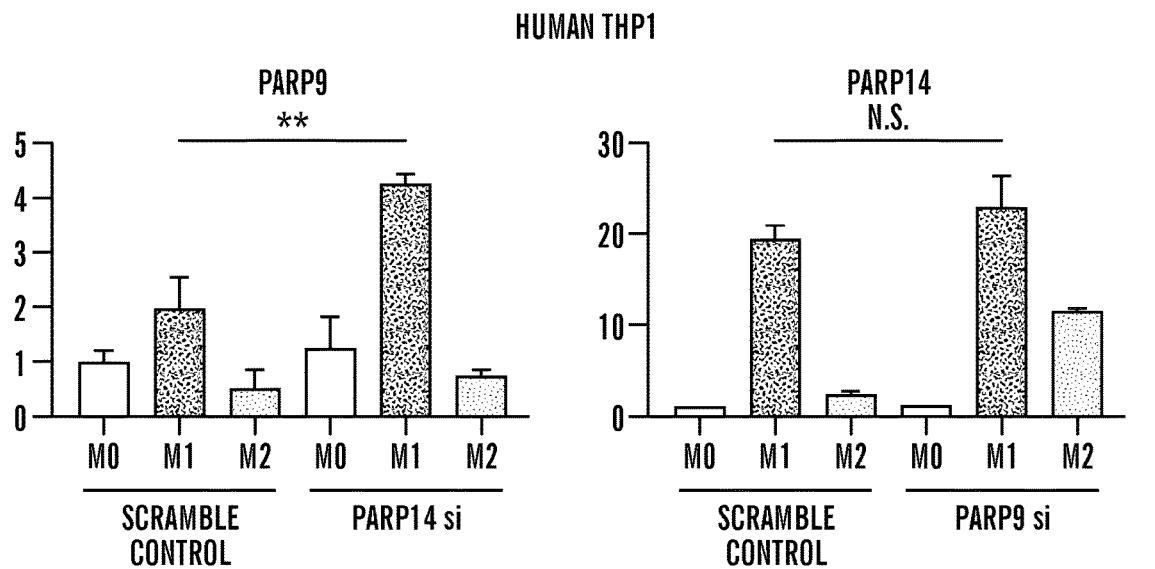 HUMAN THP1
PARP9
**
5
4
3
2
1
0
M0 M1 M2 M0 M1 M2
SCRAMBLE CONTROL
PARP14 si
PARP14
N.S.
30
20
10
0
M0 M1 M2 M0 M1 M2
SCRAMBLE CONTROL
PARP9 si